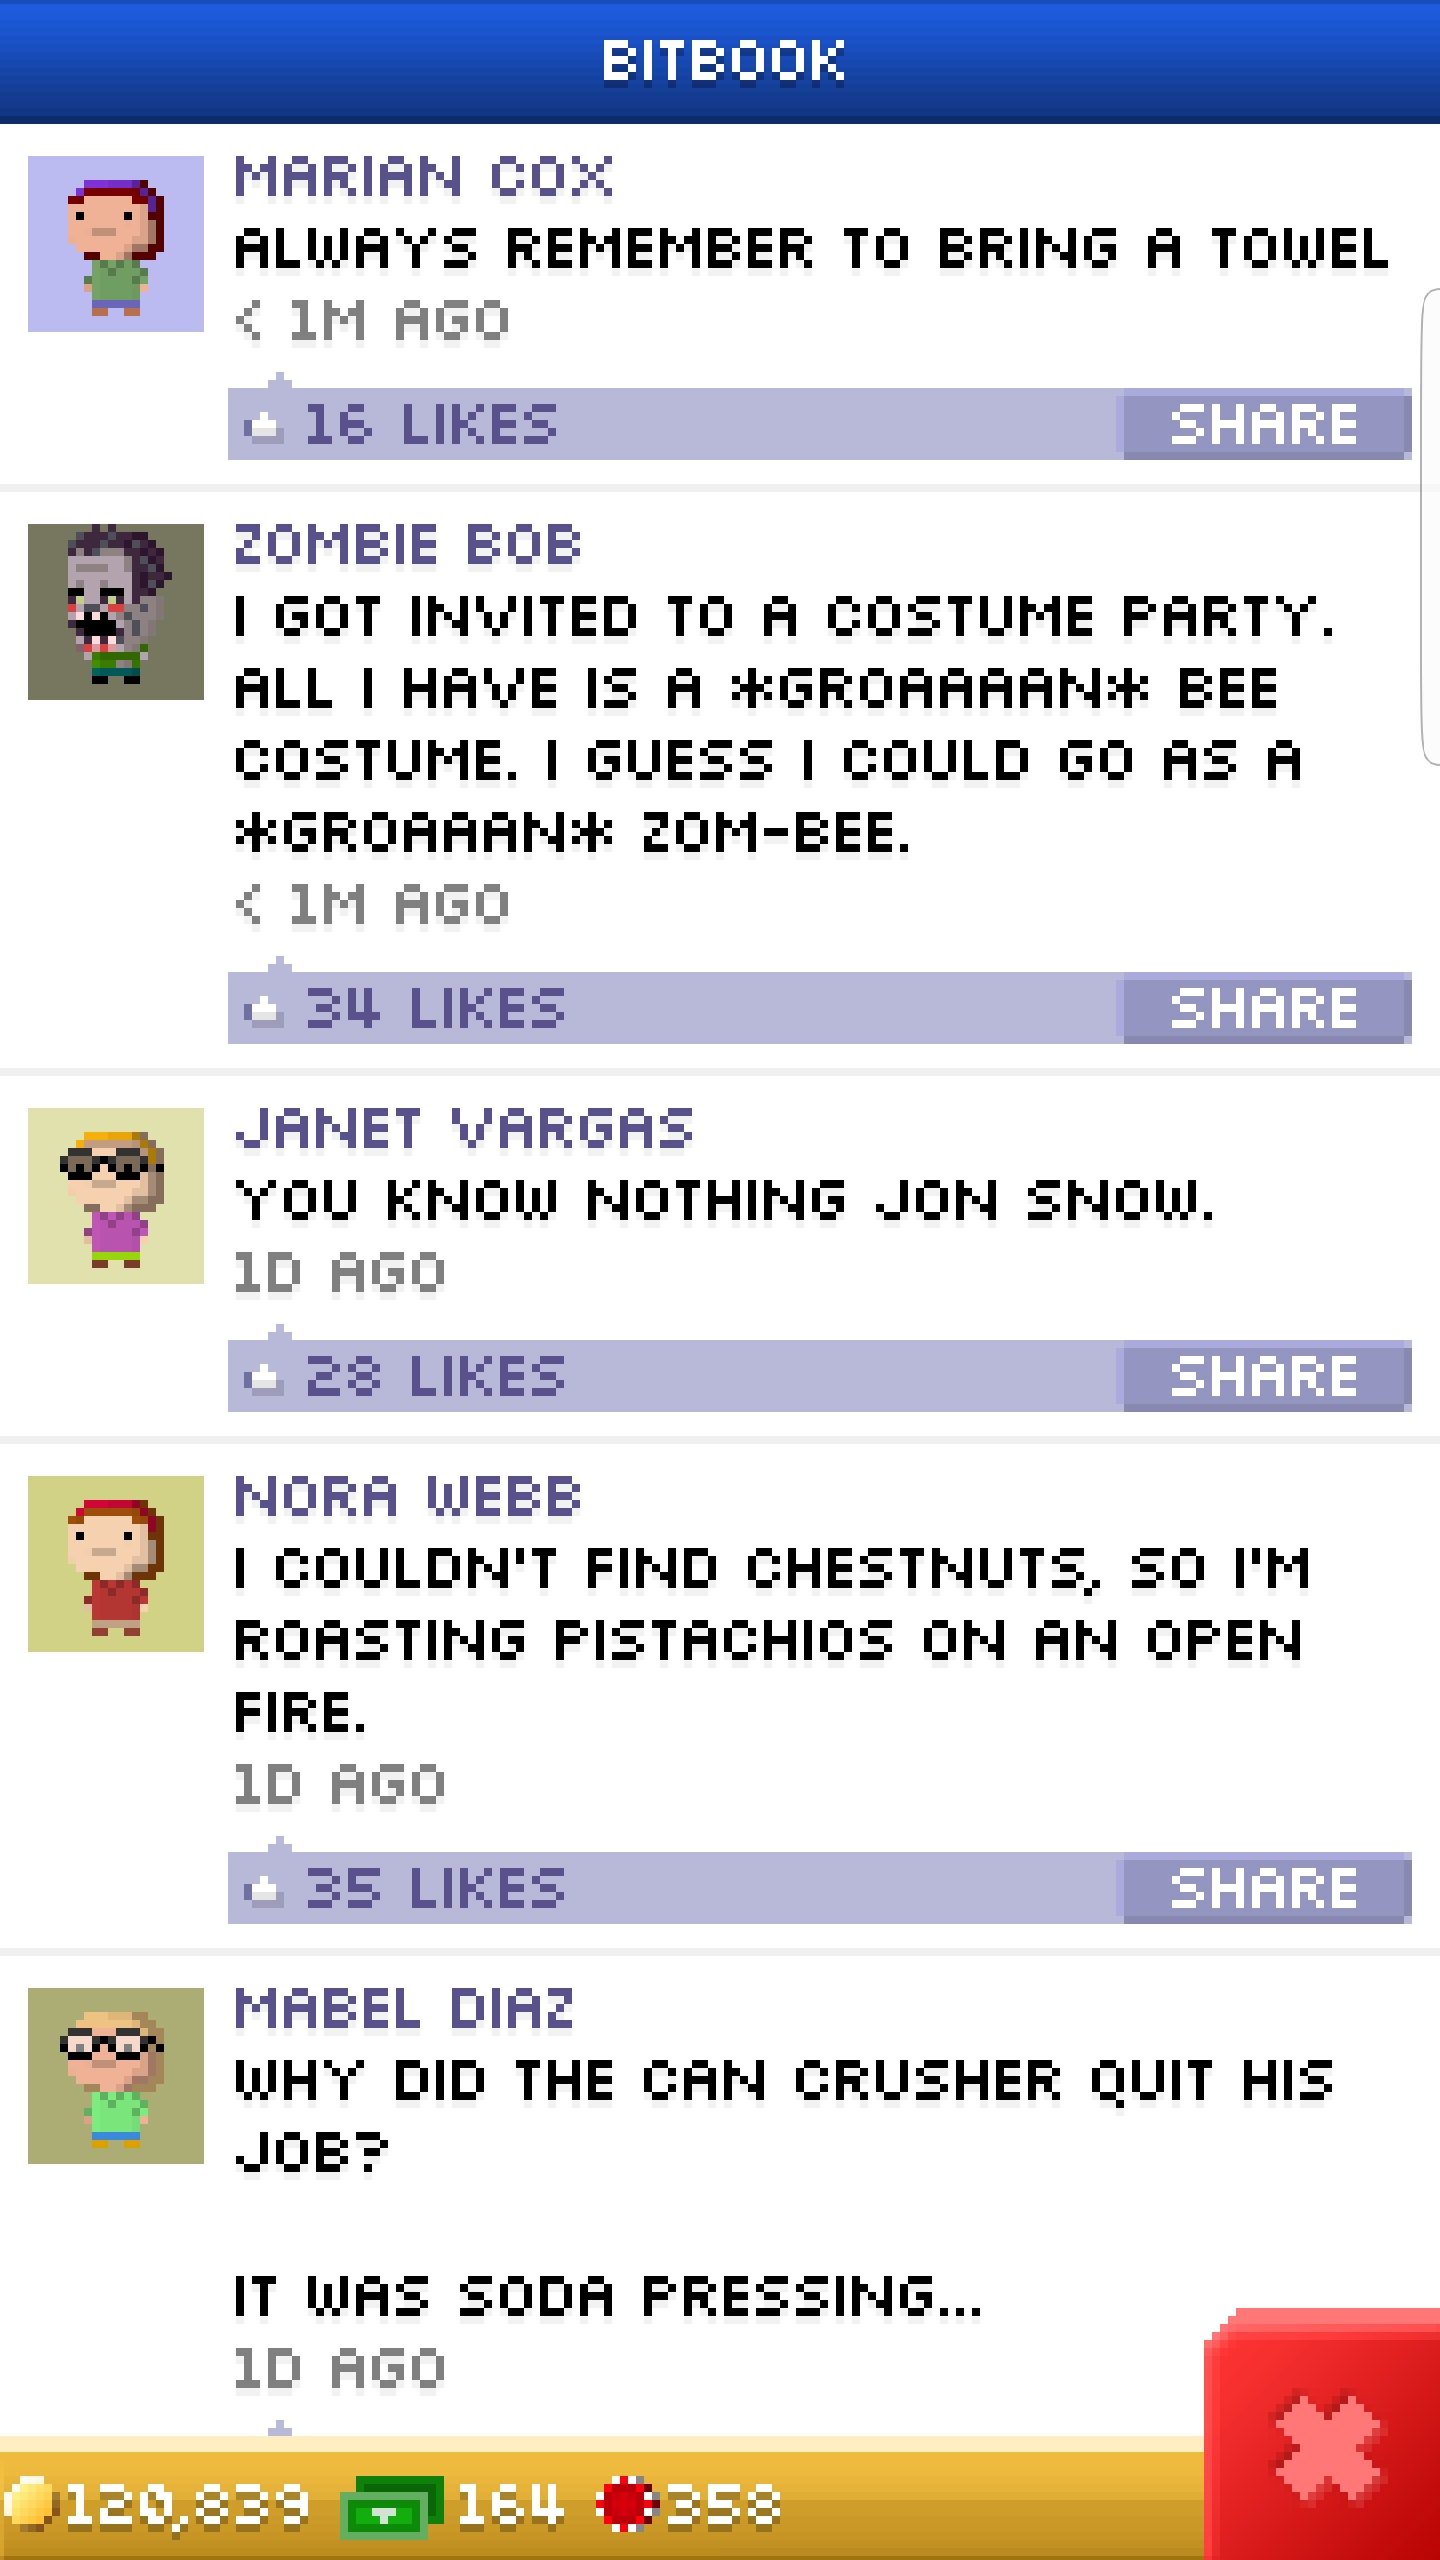 BITBOOK
MARIAN COX
ALWAYS REMEMBER TO BRING A TOWEL
< 1M AGO
16 LIKES SHARE
ZOMBIE BOB
I GOT INVITED TO A COSTUME PARTY.
ALL I HAVE IS A *GROAAAAN* BEE
COSTUME. I GUESS I COULD GO AS A
*GROAAAN* ZOM-BEE.
< 1M AGO
34 LIKES SHARE
JANET VARGAS
YOU KNOW NOTHING JON SNOW.
1D AGO
28 LIKES SHARE
NORA WEBB
I COULDN'T FIND CHESTNUTS, SO I'M
ROASTING PISTACHIOS ON AN OPEN
FIRE.
1D AGO
35 LIKES SHARE
MABEL DIAZ
WHY DID THE CAN CRUSHER QUIT HIS
JOB?
IT WAS SODA PRESSING...
1D AGO
120,839 164 358